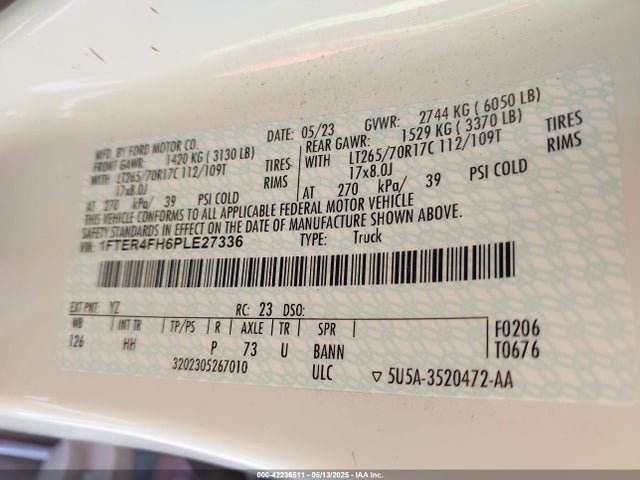 MFD. BY FORD MOTOR CO.
DATE: 05/23 GVWR: 2744 KG ( 6050 LB)
FRONT GAWR: 1420 KG ( 3130 LB) REAR GAWR: 1529 KG ( 3370 LB)
WITH LT265/70R17C 112/109T TIRES WITH LT265/70R17C 112/109T TIRES
17x8.0J RIMS 17x8.0J RIMS
AT 270 kPa/ 39 PSI COLD AT 270 kPa/ 39 PSI COLD
THIS VEHICLE CONFORMS TO ALL APPLICABLE FEDERAL MOTOR VEHICLE
SAFETY STANDARDS IN EFFECT ON THE DATE OF MANUFACTURE SHOWN ABOVE.
VIN: 1FTER4FH6PLE27336 TYPE: Truck
EXT PNT: YZ RC: 23 DSO:
WB INT TR TP/PS R AXLE TR SPR F0206
126 HH P 73 U BANN T0676
3202305267010 ULC ▽ 5U5A-3520472-AA
000-42236511 - 05/13/2025 - IAA Inc.